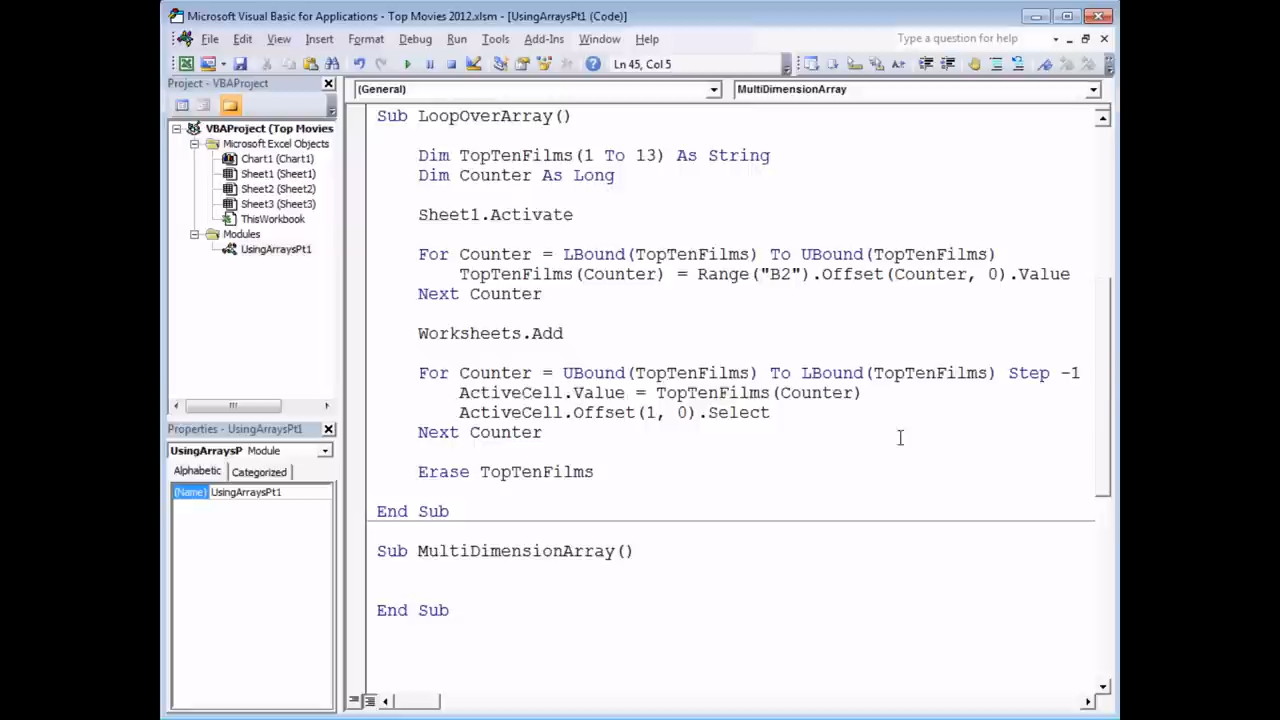 Microsoft Visual Basic for Applications - Top Movies 2012.xlsm - [UsingArraysPt1 (Code)]
File Edit View Insert Format Debug Run Tools Add-Ins Window Help
Type a question for help
Ln 45, Col 5
Project - VBAProject
(General)
MultiDimensionArray
VBAProject (Top Movies
Microsoft Excel Objects
Chart1 (Chart1)
Sheet1 (Sheet1)
Sheet2 (Sheet2)
Sheet3 (Sheet3)
ThisWorkbook
Modules
UsingArraysPt1
Properties - UsingArraysPt1
UsingArraysP Module
Alphabetic Categorized
(Name) UsingArraysPt1
Sub LoopOverArray()
Dim TopTenFilms(1 To 13) As String
Dim Counter As Long
Sheet1.Activate
For Counter = LBound(TopTenFilms) To UBound(TopTenFilms)
TopTenFilms(Counter) = Range("B2").Offset(Counter, 0).Value
Next Counter
Worksheets.Add
For Counter = UBound(TopTenFilms) To LBound(TopTenFilms) Step -1
ActiveCell.Value = TopTenFilms(Counter)
ActiveCell.Offset(1, 0).Select
Next Counter
Erase TopTenFilms
End Sub
Sub MultiDimensionArray()
End Sub